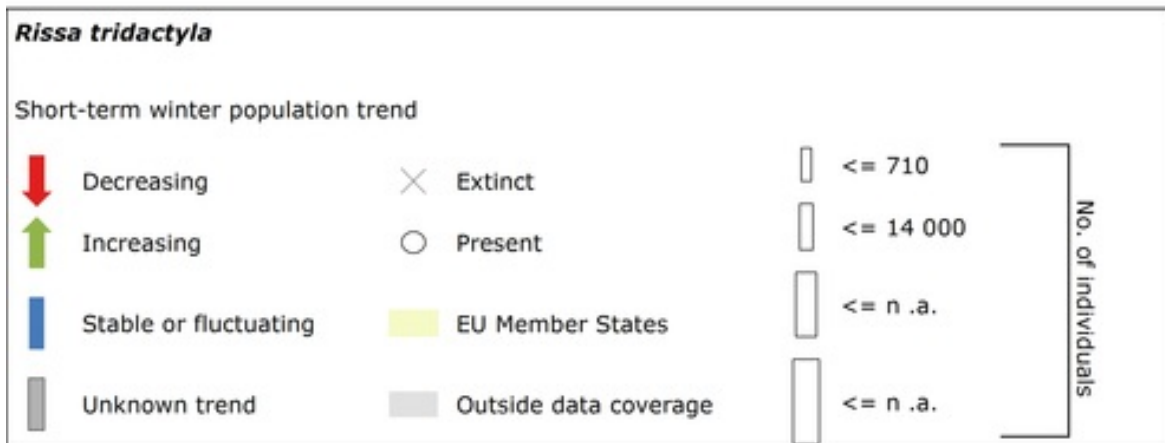 Rissa tridactyla
Short-term winter population trend
Decreasing
Extinct
<= 710
Increasing
Present
<= 14 000
Stable or fluctuating
EU Member States
<= n .a.
Unknown trend
Outside data coverage
<= n .a.
No. of individuals